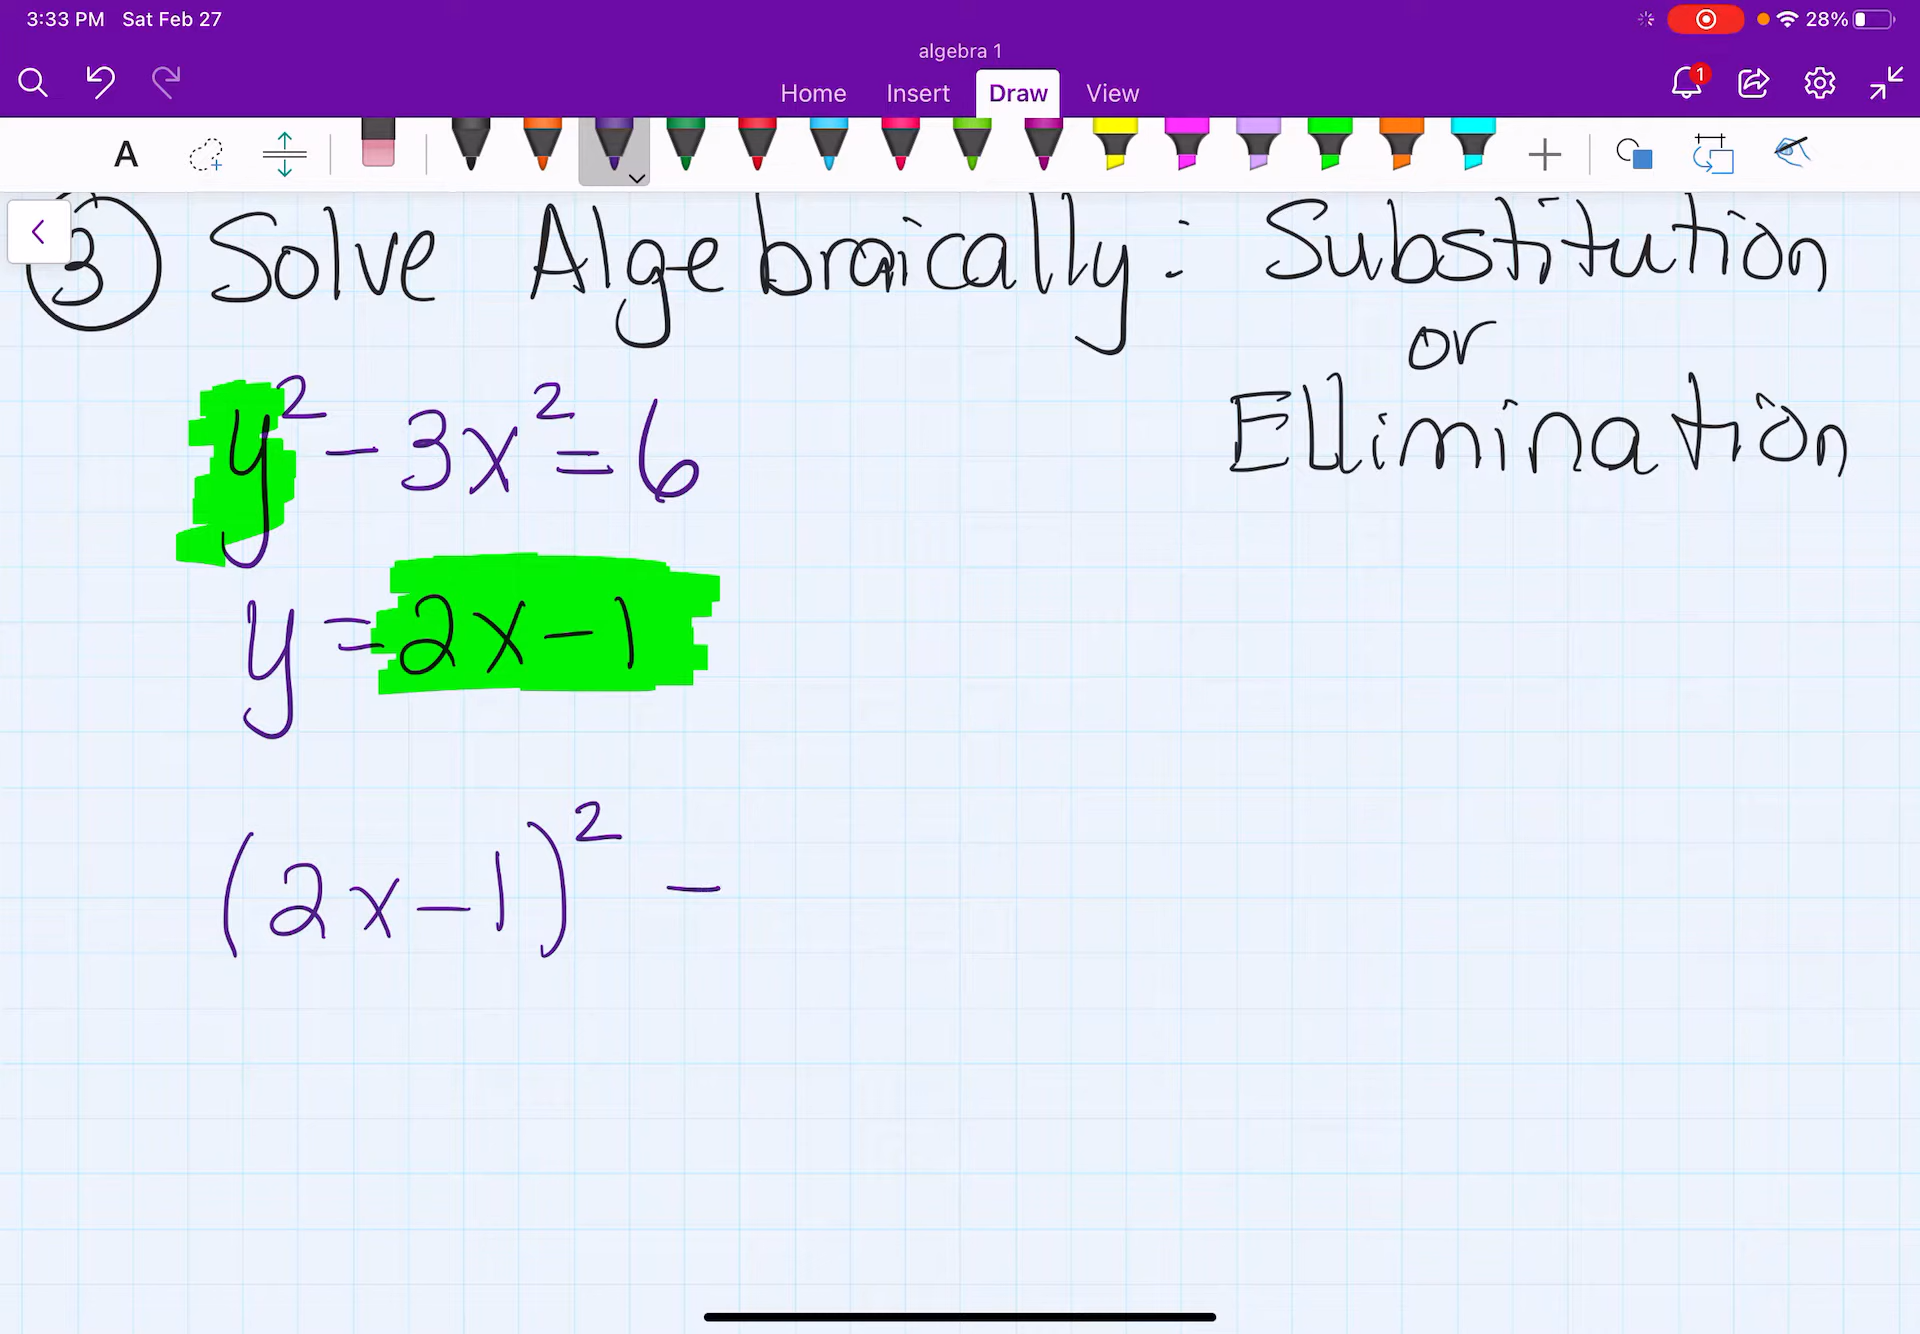 3:33 PM Sat Feb 27
28%
algebra 1
Home Insert Draw View
1
A
③ Solve Algebraically: Substitution
or
Ellimination
y² - 3x² = 6
y = 2x - 1
(2x - 1)² -